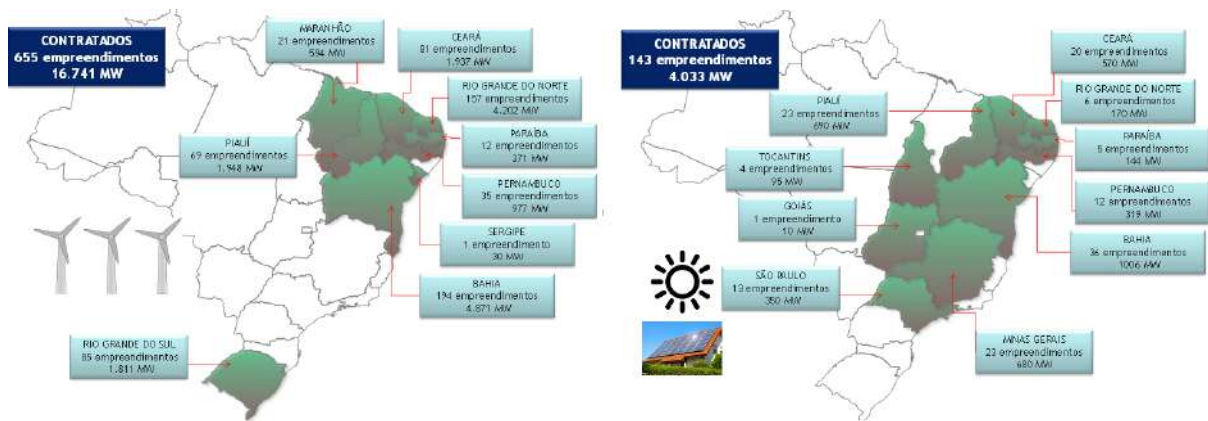 CONTRATADOS
655 empreendimentos
16.741 MW
MARANHÃO
21 empreendimentos
594 MW
CEARÁ
81 empreendimentos
1.937 MW
RIO GRANDE DO NORTE
157 empreendimentos
4.202 MW
PARAÍBA
12 empreendimentos
371 MW
PIAUÍ
69 empreendimentos
1.948 MW
PERNAMBUCO
35 empreendimentos
977 MW
SERGIPE
1 empreendimento
30 MW
BAHIA
194 empreendimentos
4.871 MW
RIO GRANDE DO SUL
85 empreendimentos
1.811 MW
CONTRATADOS
143 empreendimentos
4.033 MW
CEARÁ
20 empreendimentos
570 MW
RIO GRANDE DO NORTE
6 empreendimentos
170 MW
PIAUÍ
23 empreendimentos
690 MW
PARAÍBA
5 empreendimentos
144 MW
TOCANTINS
4 empreendimentos
95 MW
PERNAMBUCO
12 empreendimentos
319 MW
GOIÁS
1 empreendimento
10 MW
BAHIA
36 empreendimentos
1006 MW
SÃO PAULO
13 empreendimentos
350 MW
MINAS GERAIS
23 empreendimentos
680 MW